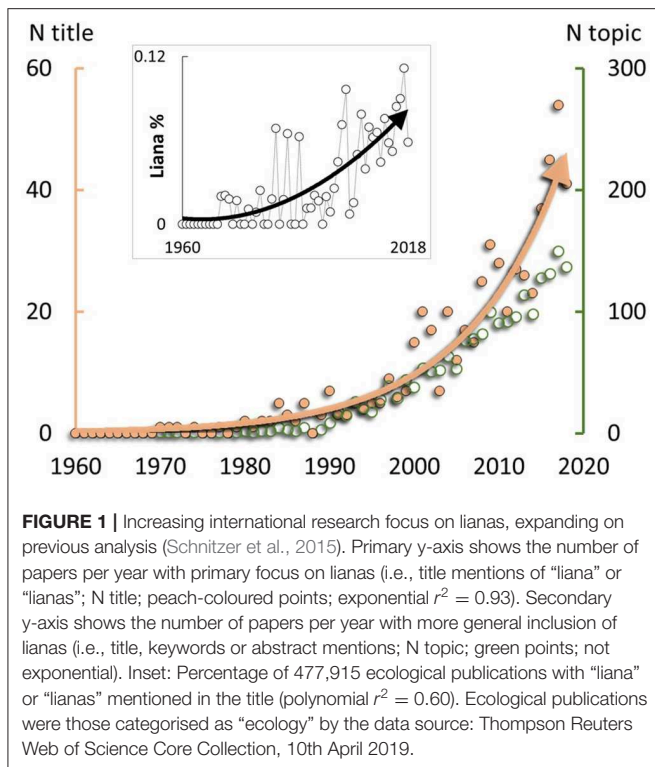 N title
N topic
60
300
0.12
Liana %
0
1960
2018
40
200
20
100
0
0
1960
1970
1980
1990
2000
2010
2020
FIGURE 1 | Increasing international research focus on lianas, expanding on
previous analysis (Schnitzer et al., 2015). Primary y-axis shows the number of
papers per year with primary focus on lianas (i.e., title mentions of “liana” or
“lianas”; N title; peach-coloured points; exponential r² = 0.93). Secondary
y-axis shows the number of papers per year with more general inclusion of
lianas (i.e., title, keywords or abstract mentions; N topic; green points; not
exponential). Inset: Percentage of 477,915 ecological publications with “liana”
or “lianas” mentioned in the title (polynomial r² = 0.60). Ecological publications
were those categorised as “ecology” by the data source: Thompson Reuters
Web of Science Core Collection, 10th April 2019.